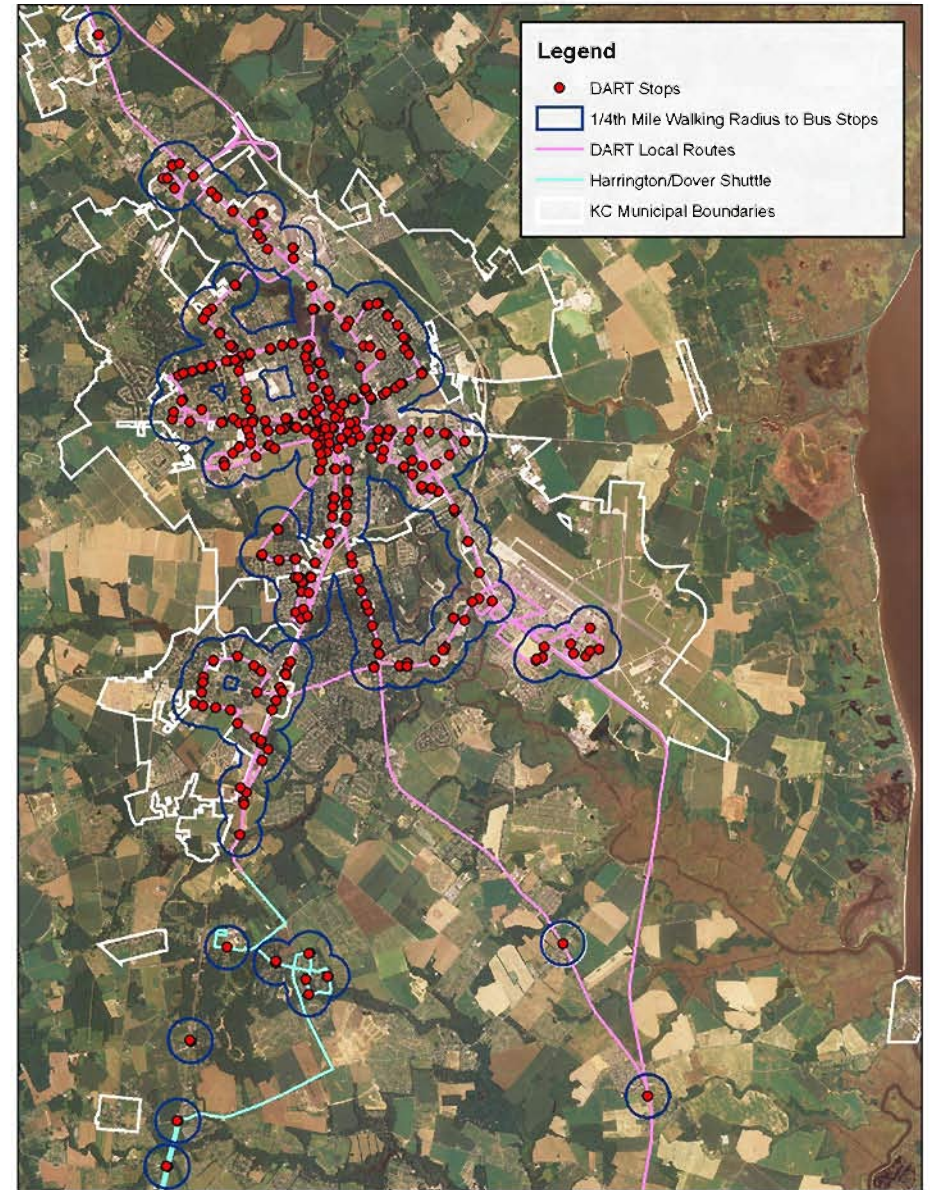 Legend
DART Stops
1/4th Mile Walking Radius to Bus Stops
DART Local Routes
Harrington/Dover Shuttle
KC Municipal Boundaries